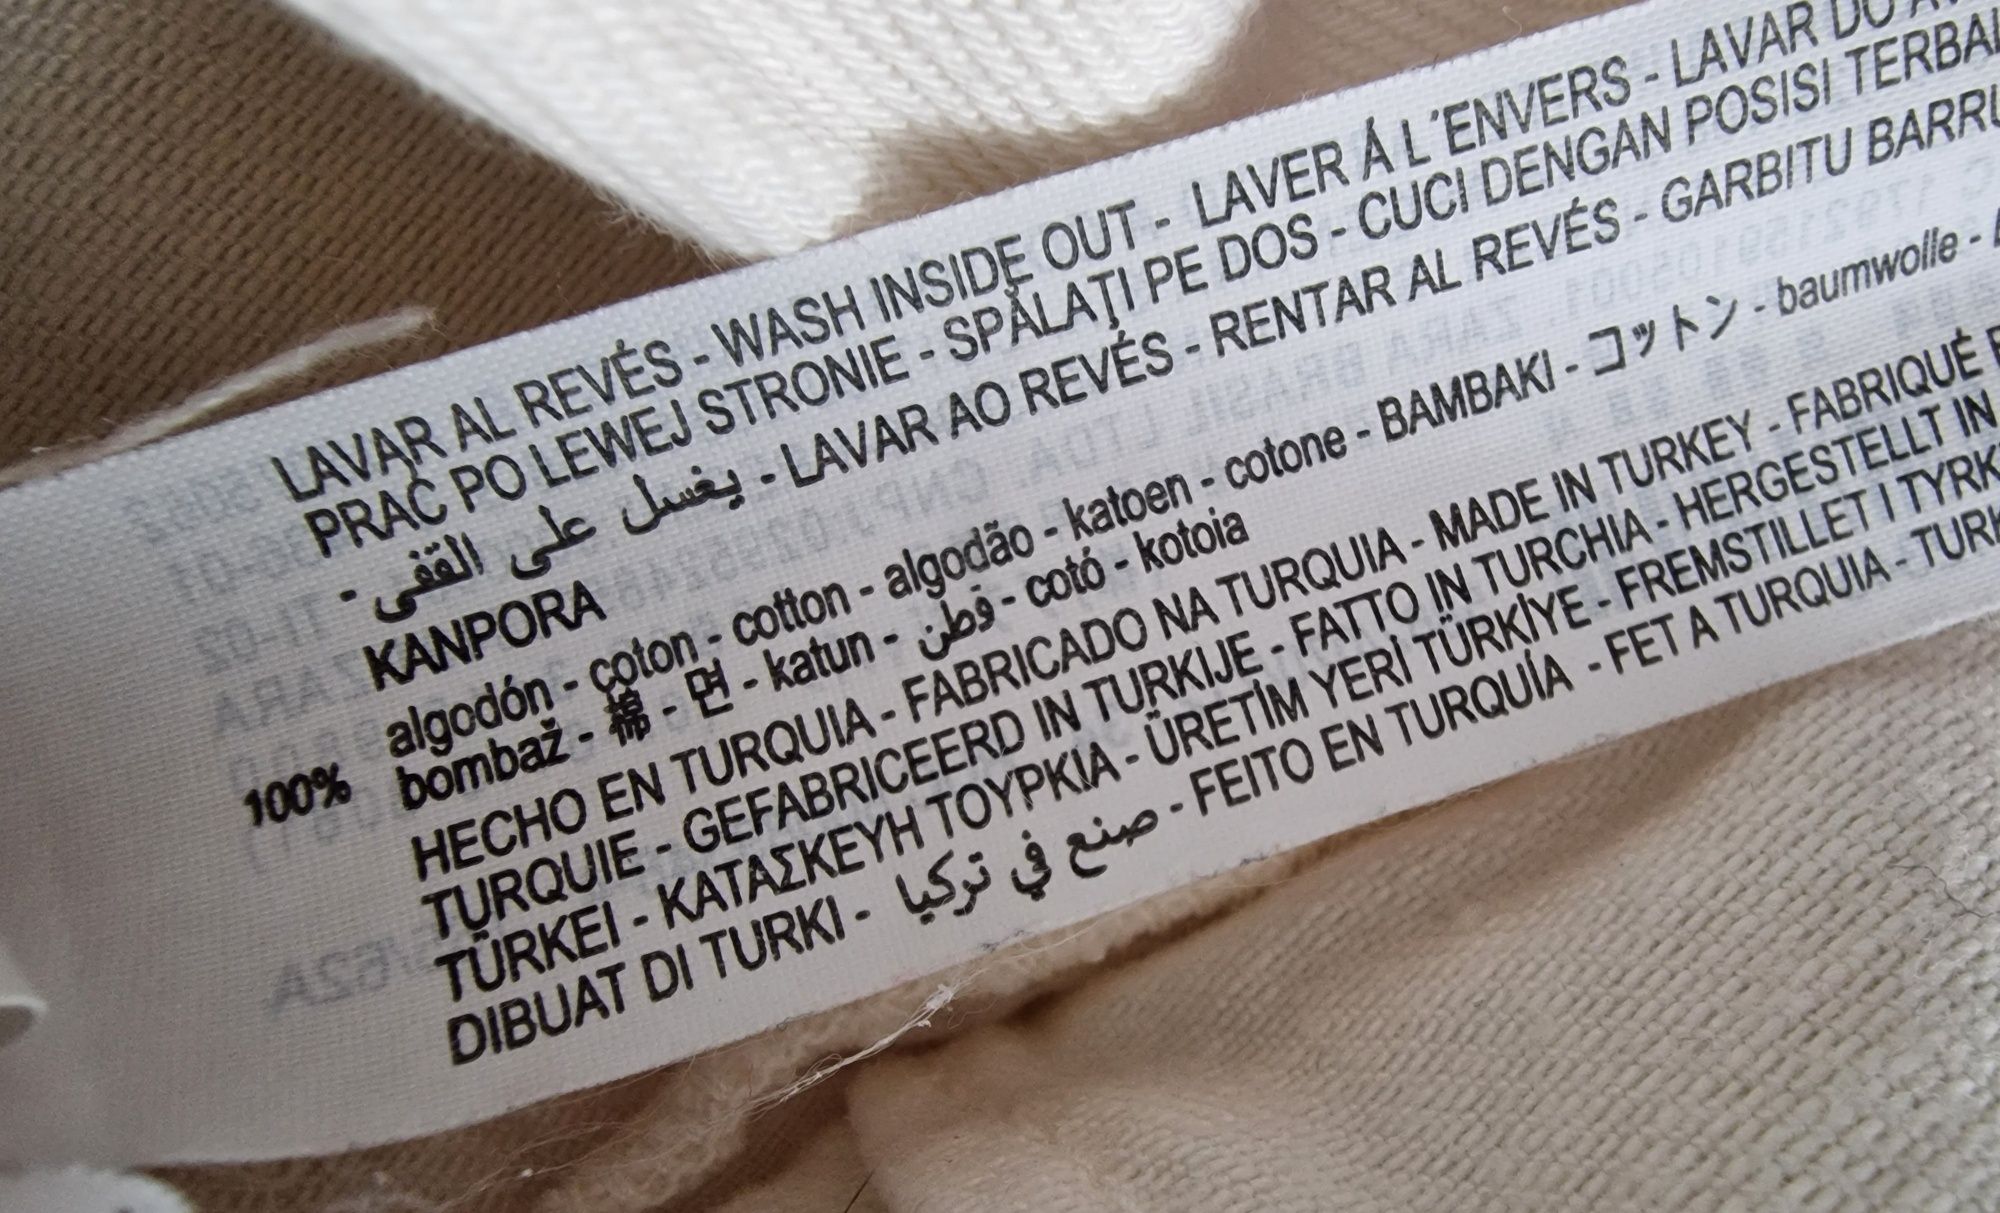 LAVAR AL REVÉS - WASH INSIDE OUT - LAVER Á L´ENVERS - LAVAR DO
PRAĆ PO LEWEJ STRONIE - SPĂLAŢI PE DOS - CUCI DENGAN POSISI
- يغسل على القفى - LAVAR AO REVÉS - RENTAR AL REVÉS - GARBITU
KANPORA
algodón - coton - cotton - algodão - katoen - cotone - BAMBAKI - コットン - baumwolle -
100% bombaž - 棉 - 면 - katun - قطن - cotó - kotoia
HECHO EN TURQUIA - FABRICADO NA TURQUIA - MADE IN TURKEY - FABRIQUÉ
TURQUIE - GEFABRICEERD IN TURKIJE - FATTO IN TURCHIA - HERGESTELLT IN
TÜRKEI - ΚΑΤΑΣΚΕΥΗ ΤΟΥΡΚΙΑ - ÜRETİM YERİ TÜRKİYE - FREMSTILLET I
DIBUAT DI TURKI - صنع في تركيا - FEITO EN TURQUÍA - FET A TURQUIA -